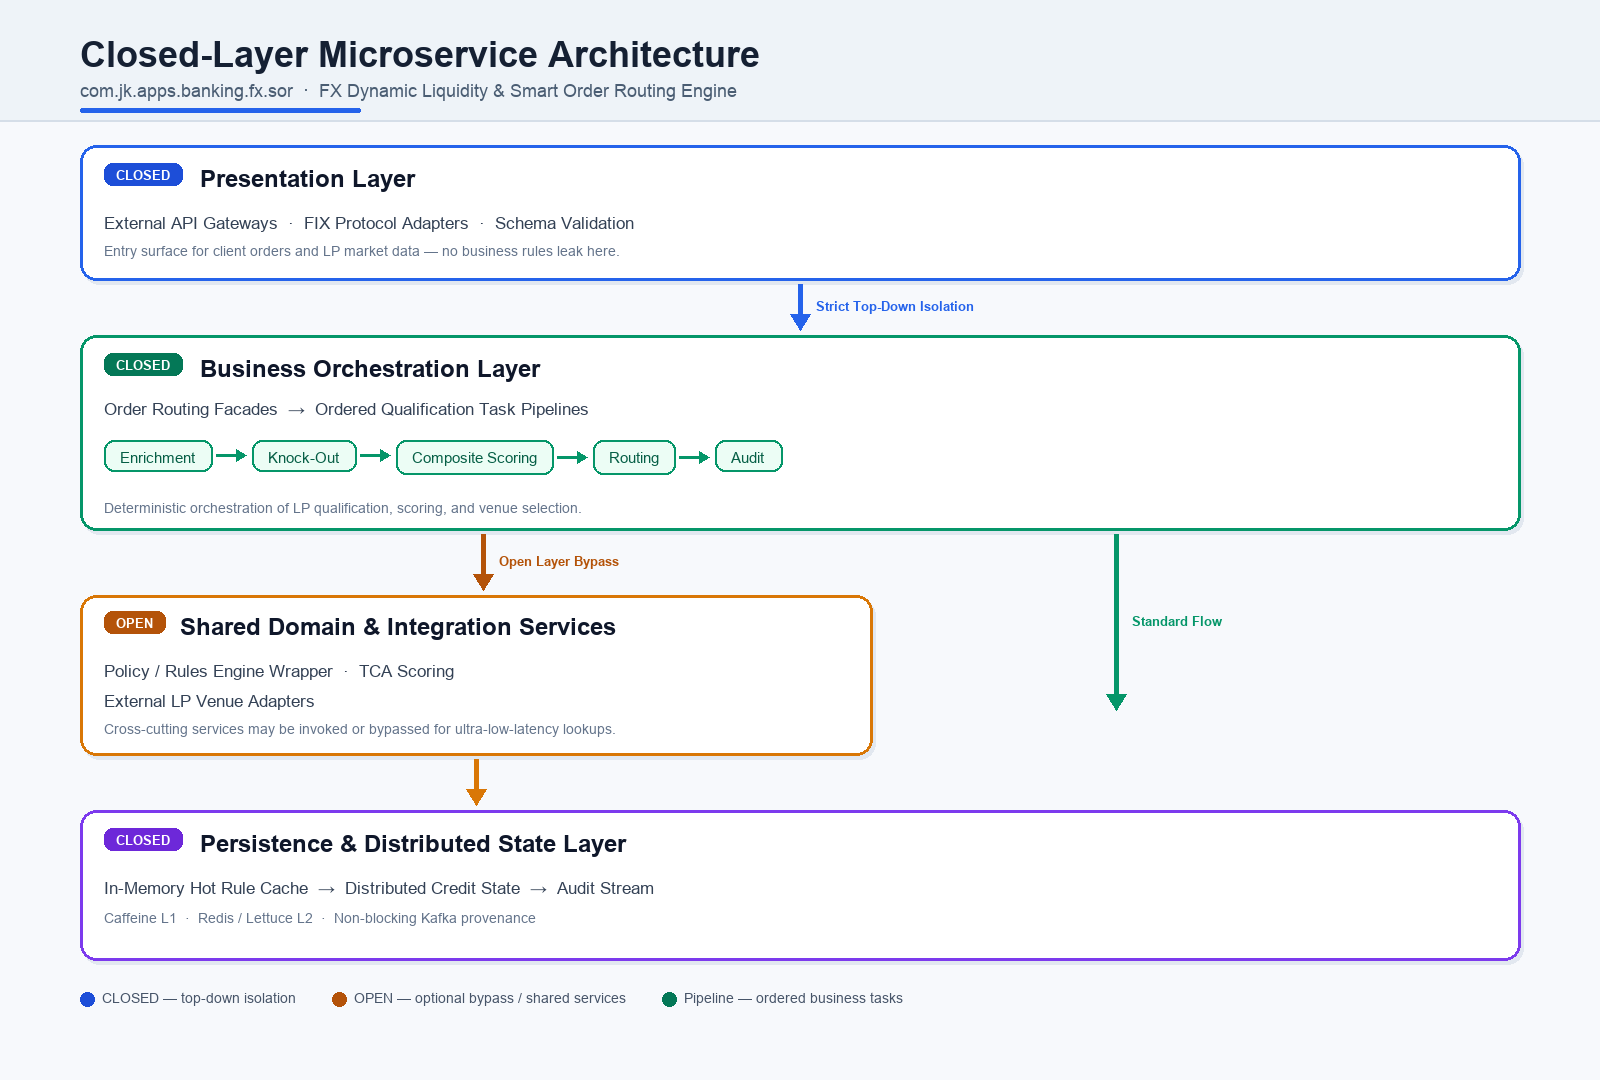 Closed-Layer Microservice Architecture
com.jk.apps.banking.fx.sor · FX Dynamic Liquidity & Smart Order Routing Engine
CLOSED Presentation Layer
External API Gateways · FIX Protocol Adapters · Schema Validation
Entry surface for client orders and LP market data — no business rules leak here.
Strict Top-Down Isolation
CLOSED Business Orchestration Layer
Order Routing Facades → Ordered Qualification Task Pipelines
Enrichment Knock-Out Composite Scoring Routing Audit
Deterministic orchestration of LP qualification, scoring, and venue selection.
Open Layer Bypass
Standard Flow
OPEN Shared Domain & Integration Services
Policy / Rules Engine Wrapper · TCA Scoring
External LP Venue Adapters
Cross-cutting services may be invoked or bypassed for ultra-low-latency lookups.
CLOSED Persistence & Distributed State Layer
In-Memory Hot Rule Cache → Distributed Credit State → Audit Stream
Caffeine L1 · Redis / Lettuce L2 · Non-blocking Kafka provenance
CLOSED — top-down isolation OPEN — optional bypass / shared services Pipeline — ordered business tasks